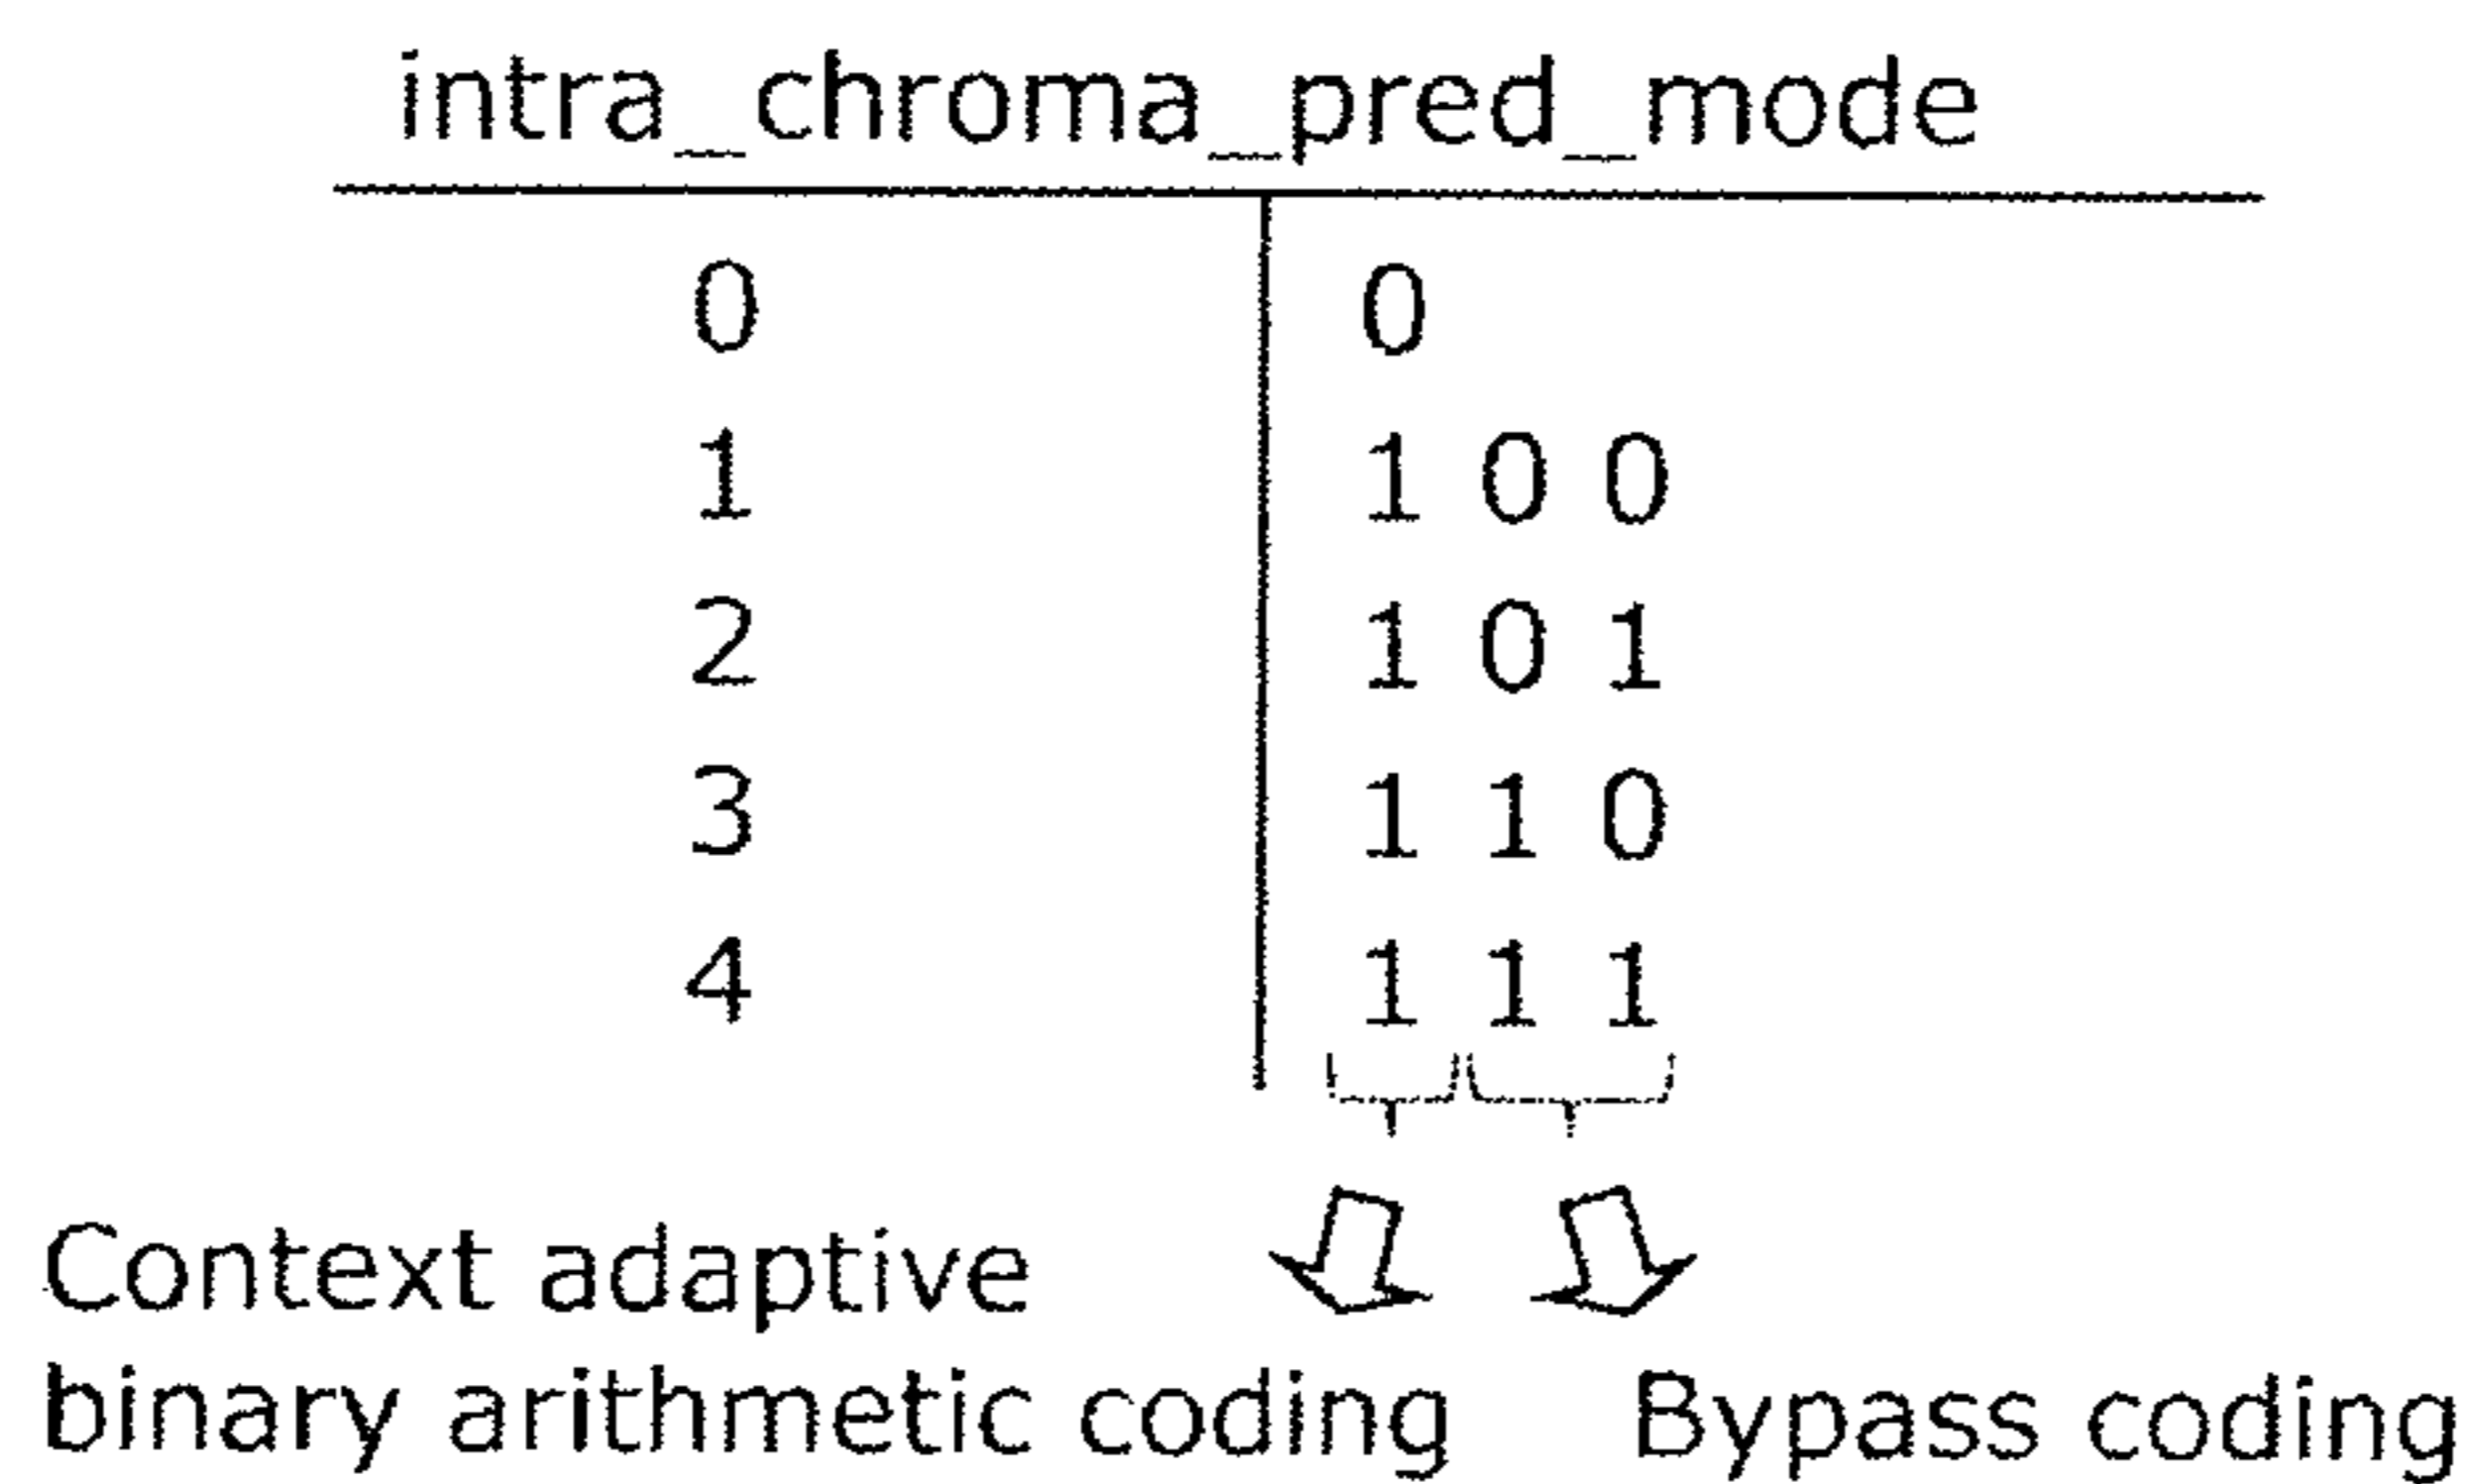 intra_chroma_pred_mode
0 0
1 1 0 0
2 1 0 1
3 1 1 0
4 1 1 1
Context adaptive
binary arithmetic coding Bypass coding